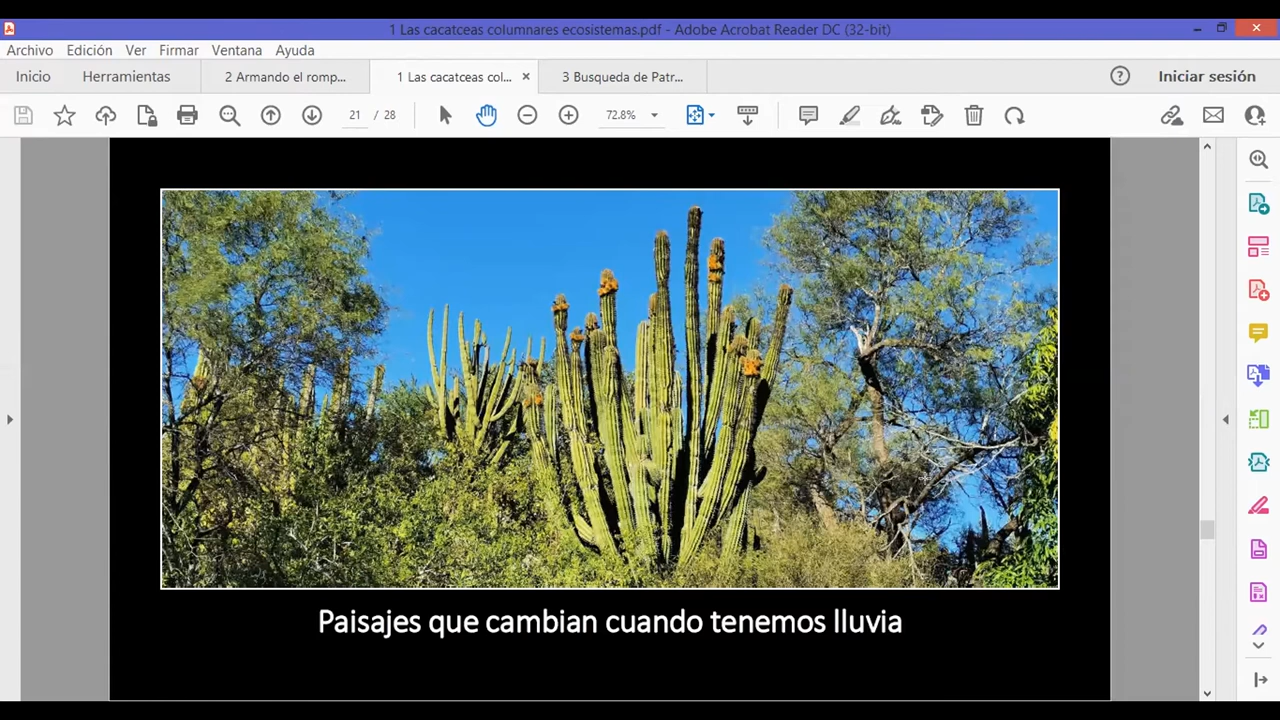 1 Las cacatceas columnares ecosistemas.pdf - Adobe Acrobat Reader DC (32-bit)
Archivo Edición Ver Firmar Ventana Ayuda
Inicio Herramientas 2 Armando el romp... 1 Las cacatceas col... × 3 Busqueda de Patr... ? Iniciar sesión
21 / 28 72.8%
Paisajes que cambian cuando tenemos lluvia